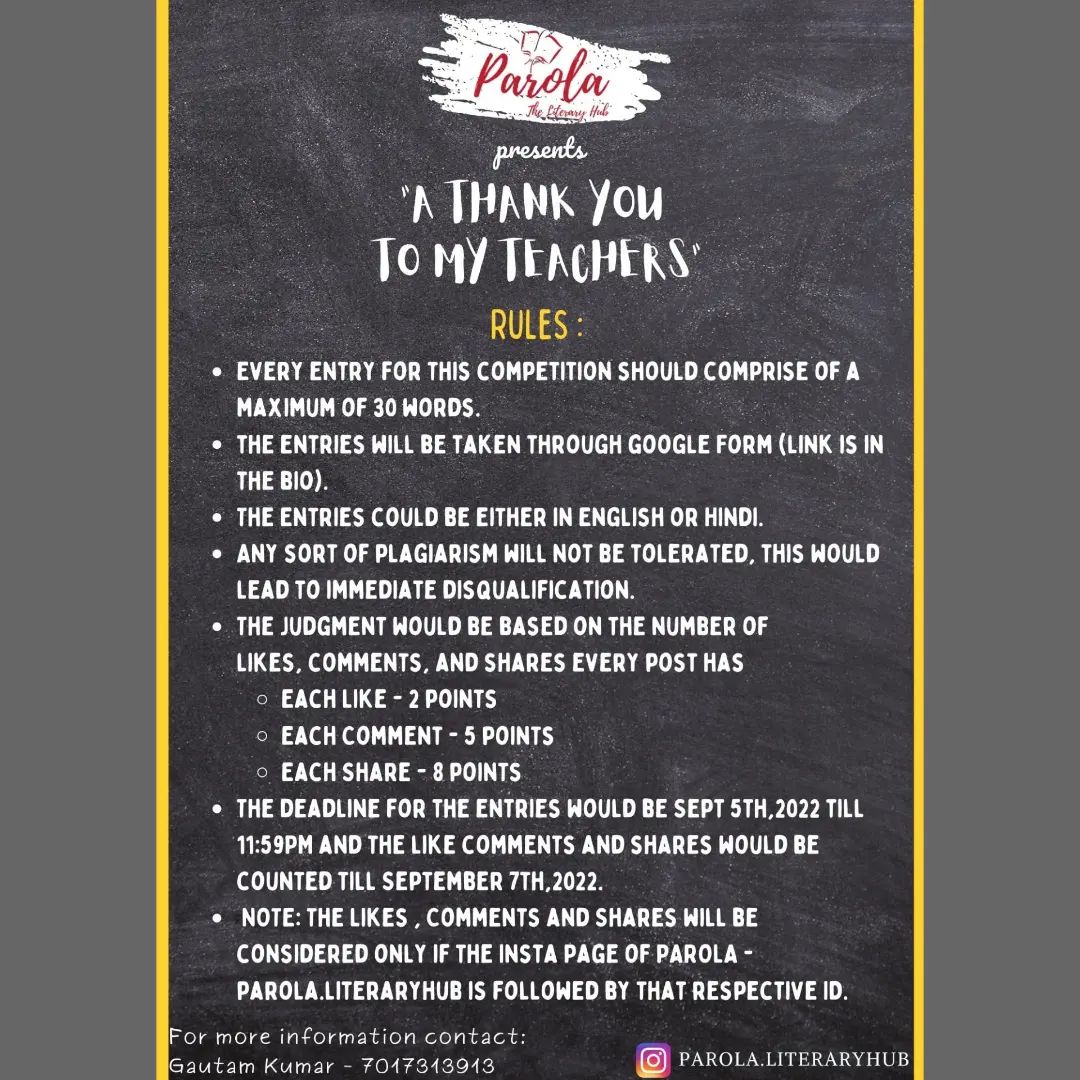 Parola
The Literary Hub
presents
"A THANK YOU
TO MY TEACHERS"
RULES :
• EVERY ENTRY FOR THIS COMPETITION SHOULD COMPRISE OF A
MAXIMUM OF 30 WORDS.
• THE ENTRIES WILL BE TAKEN THROUGH GOOGLE FORM (LINK IS IN
THE BIO).
• THE ENTRIES COULD BE EITHER IN ENGLISH OR HINDI.
• ANY SORT OF PLAGIARISM WILL NOT BE TOLERATED, THIS WOULD
LEAD TO IMMEDIATE DISQUALIFICATION.
• THE JUDGMENT WOULD BE BASED ON THE NUMBER OF
LIKES, COMMENTS, AND SHARES EVERY POST HAS
○ EACH LIKE - 2 POINTS
○ EACH COMMENT - 5 POINTS
○ EACH SHARE - 8 POINTS
• THE DEADLINE FOR THE ENTRIES WOULD BE SEPT 5TH,2022 TILL
11:59PM AND THE LIKE COMMENTS AND SHARES WOULD BE
COUNTED TILL SEPTEMBER 7TH,2022.
• NOTE: THE LIKES , COMMENTS AND SHARES WILL BE
CONSIDERED ONLY IF THE INSTA PAGE OF PAROLA -
PAROLA.LITERARYHUB IS FOLLOWED BY THAT RESPECTIVE ID.
For more information contact:
Gautam Kumar - 7017313913
PAROLA.LITERARYHUB